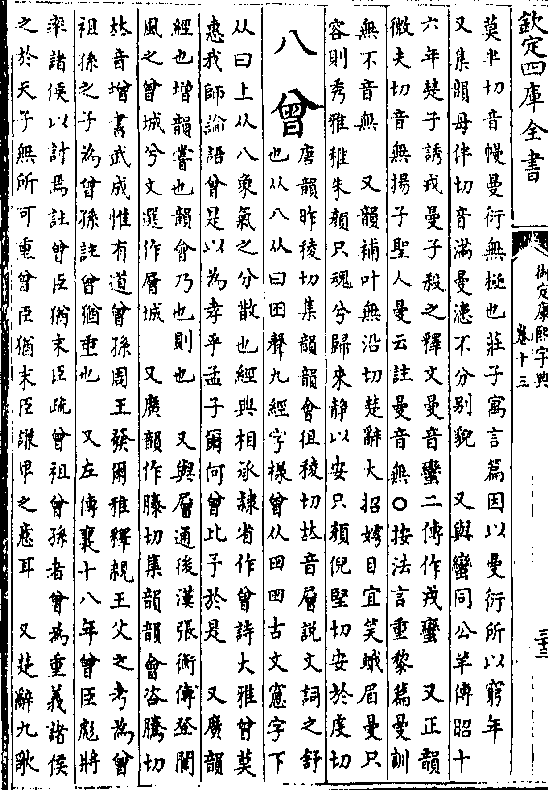 欽定四庫全書
御定康熙字典
卷十三
三十三
莫半切音幔曼衍無極也莊子寓言篇因以曼衍所以窮年
又集韻母伴切音滿曼漶不分别貌　又與蠻同公羊傳昭十
六年楚子誘戎曼子殺之釋文曼音蠻二傳作戎蠻　又正韻
微夫切音無揚子聖人曼云註曼音無○按法言重黎篇曼訓
無不音無　又韻補叶無沿切楚辭大招嫮目宜笑蛾眉曼只
容則秀雅稚朱顔只魂兮歸來静以安只顔倪堅切安於虔切
八　曾　唐韻昨稜切集韻韻會徂稜切𠀤音層說文詞之舒
也从八从曰囱聲九經字様曾从囪囪古文窻字下
从曰上从八象氣之分散也經典相承隸省作曾詩大雅曾莫
惠我師論語曾是以為孝乎孟子爾何曾比予於是　又廣韻
經也增韻嘗也韻會乃也則也　又與層通後漢張衡傳登閬
風之曾城兮文選作層城　又廣韻作滕切集韻韻會咨騰切
𠀤音增書武成惟有道曾孫周王發爾雅釋親王父之考為曾
祖孫之子為曾孫註曾猶重也　又左傳襄十八年曾臣彪將
率諸侯以討焉註曾臣猶末臣疏曾祖曾孫者曾為重義諸侯
之於天子無所可重曾臣猶末臣謙卑之意耳　又楚辭九歌